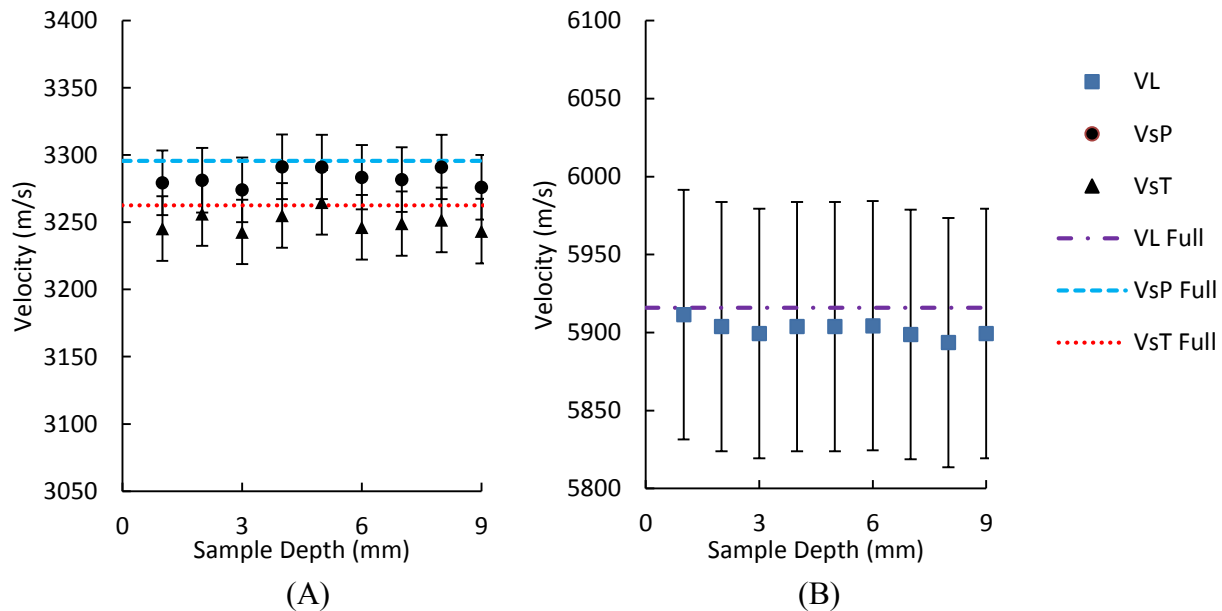 3400
3350
3300
3250
3200
3150
3100
3050
Velocity (m/s)
0 3 6 9
Sample Depth (mm)
(A)
6100
6050
6000
5950
5900
5850
5800
Velocity (m/s)
0 3 6 9
Sample Depth (mm)
(B)
VL
VsP
VsT
VL Full
VsP Full
VsT Full